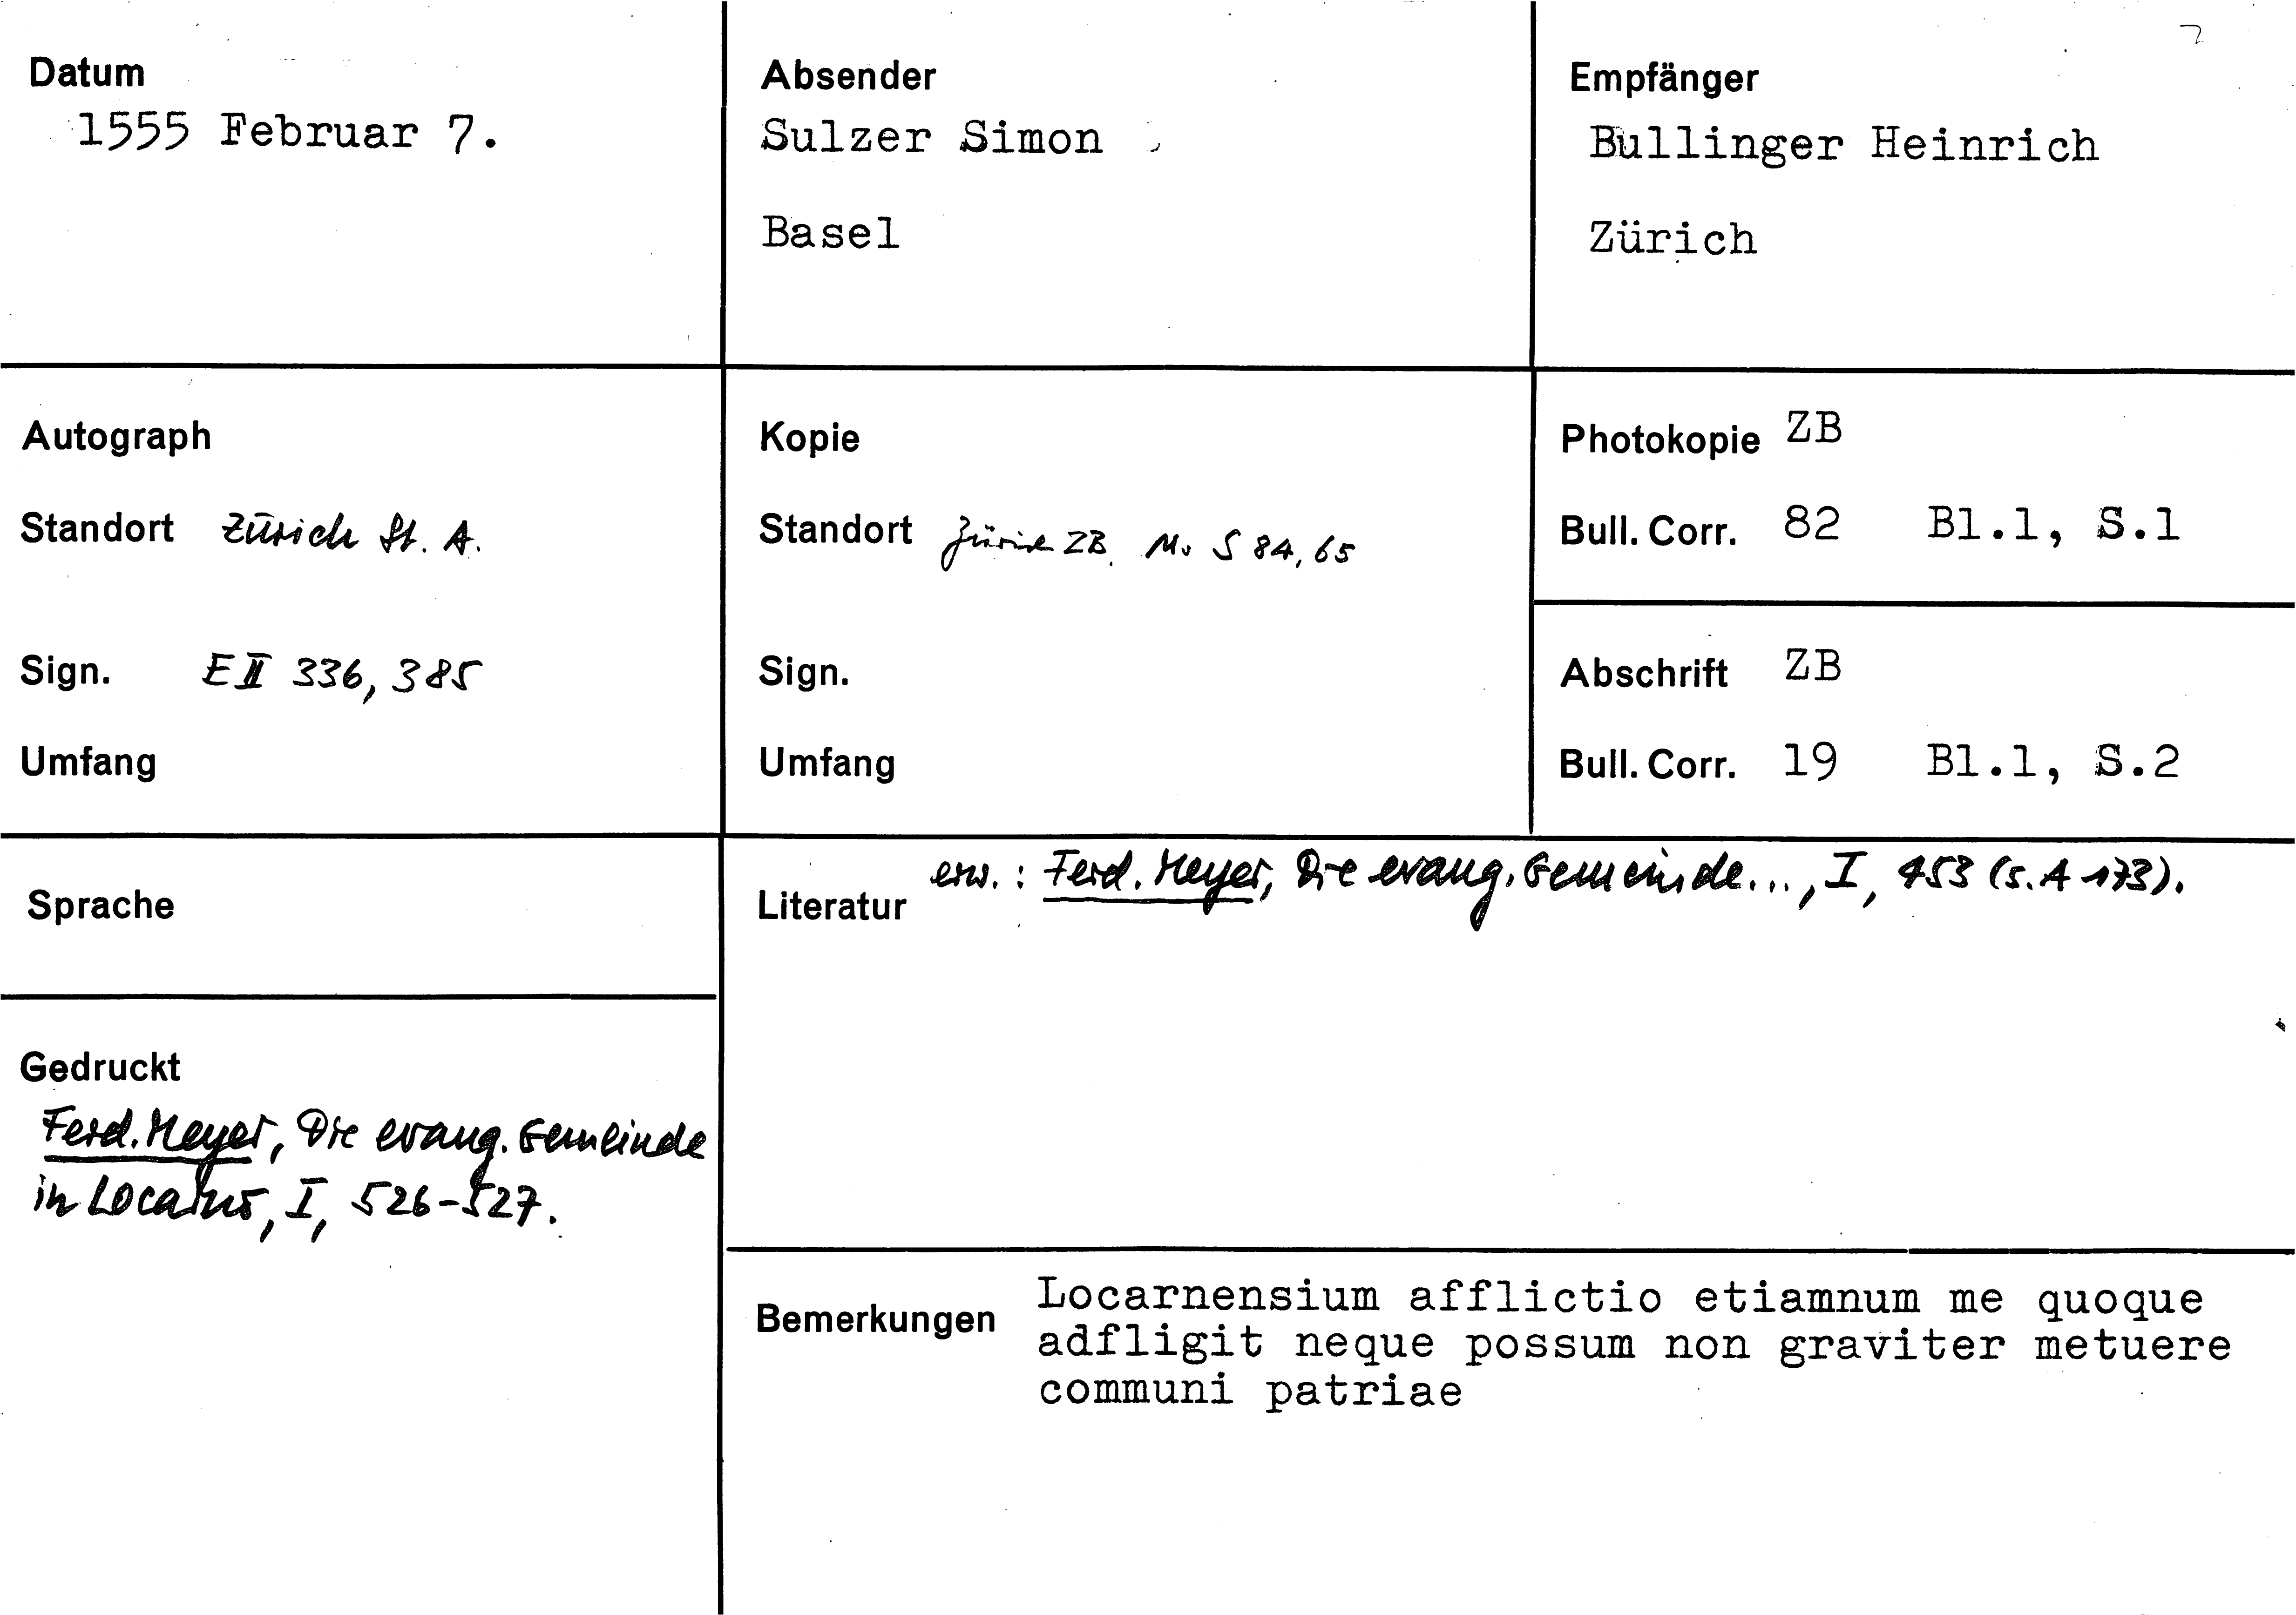 Datum
1555 Februar 7.
Absender
Sulzer Simon
Basel
Empfänger
Bullinger Heinrich
Zürich
Autograph
Standort Zürich St. A.
Sign. E II 336, 385
Umfang
Kopie
Standort Zürich ZB. Ms S 84, 65
Sign.
Umfang
Photokopie ZB
Bull. Corr. 82 Bl.1, S.1
Abschrift ZB
Bull. Corr. 19 Bl.1, S.2
Sprache
Gedruckt
Ferd. Meyer, Die evang. Gemeinde
in Locarno, I, 526-527.
Literatur erw.: Ferd. Meyer, Die evang. Gemeinde..., I, 453 (s. A 173).
Bemerkungen Locarnensium afflictio etiamnum me quoque
adfligit neque possum non graviter metuere
communi patriae